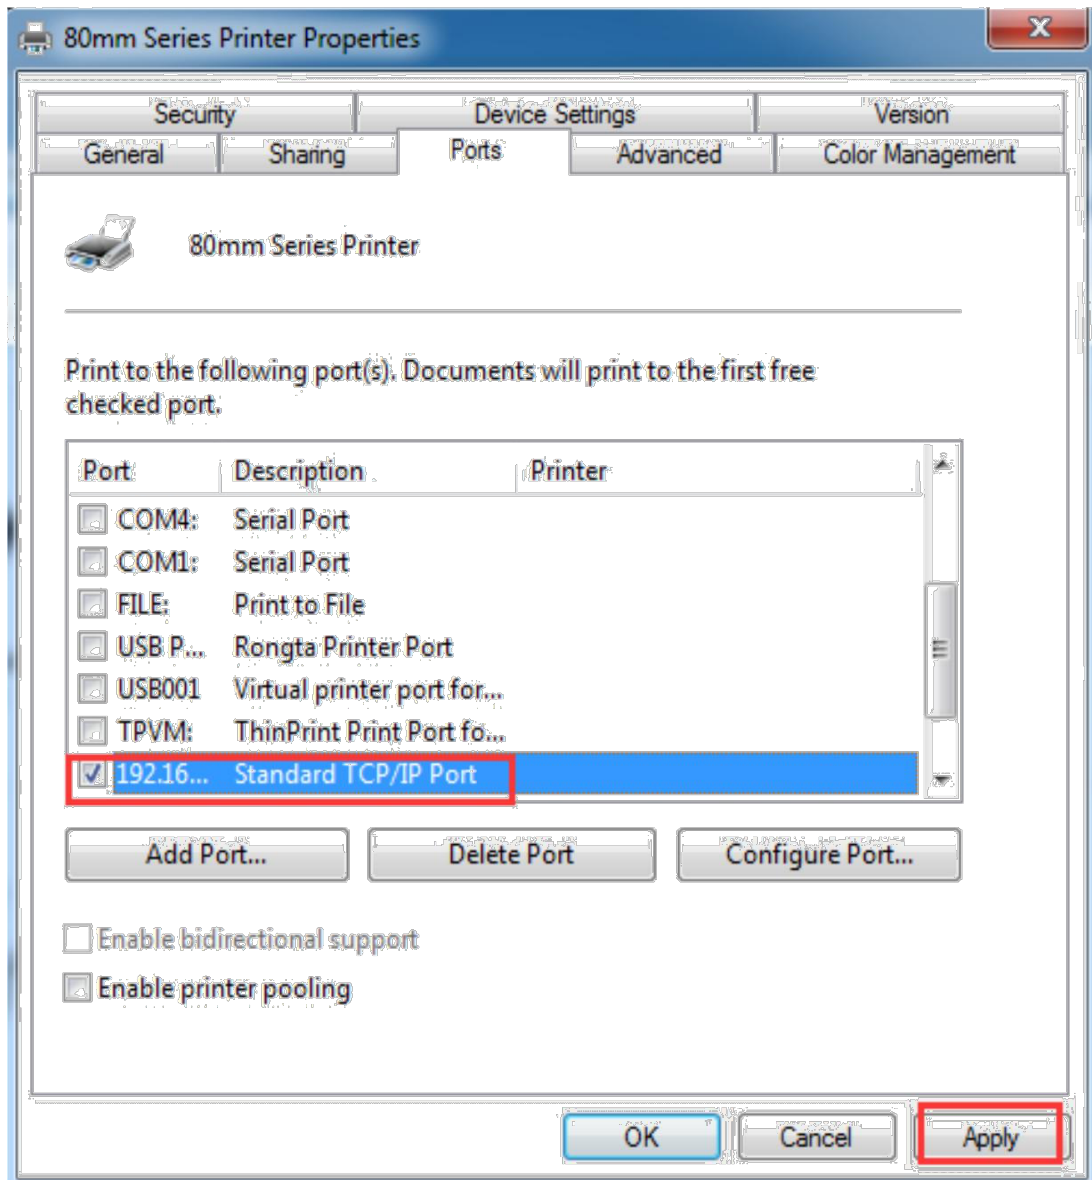 80mm Series Printer Properties
Security Device Settings Version
General Sharing Ports Advanced Color Management
80mm Series Printer
Print to the following port(s). Documents will print to the first free
checked port.
Port Description Printer
COM4: Serial Port
COM1: Serial Port
FILE: Print to File
USB P... Rongta Printer Port
USB001 Virtual printer port for...
TPVM: ThinPrint Print Port fo...
192.16... Standard TCP/IP Port
Add Port... Delete Port Configure Port...
Enable bidirectional support
Enable printer pooling
OK Cancel Apply